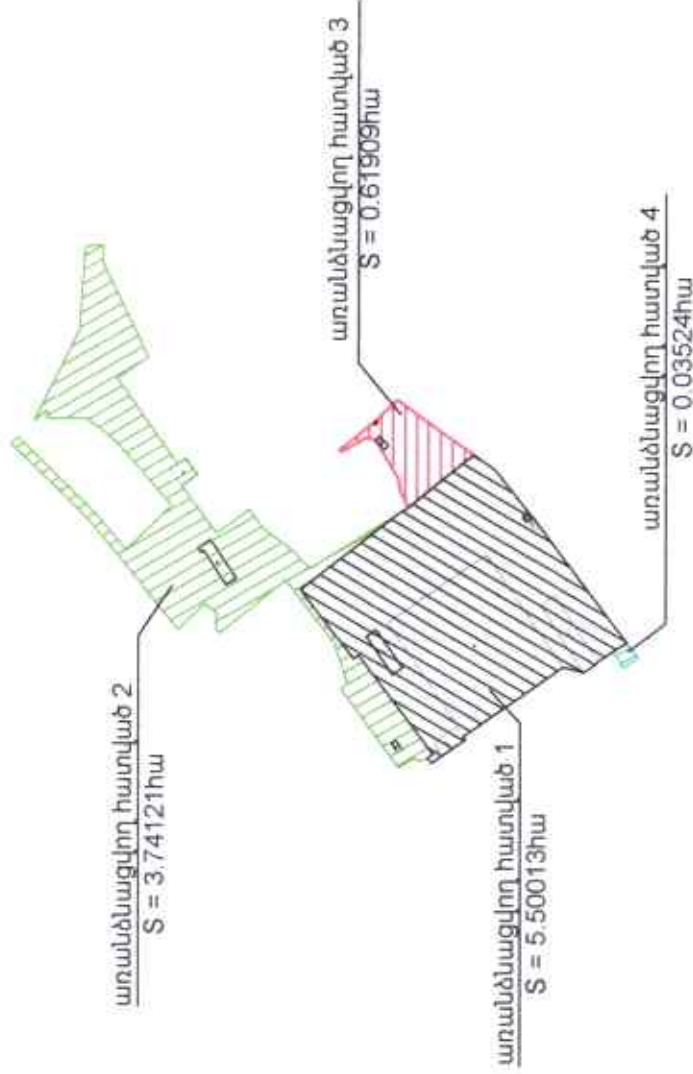 առանձնացվող հատված 2
S = 3.74121հա
առանձնացվող հատված 1
S = 5.50013հա
առանձնացվող հատված 3
S = 0.61909հա
առանձնացվող հատված 4
S = 0.03524հա